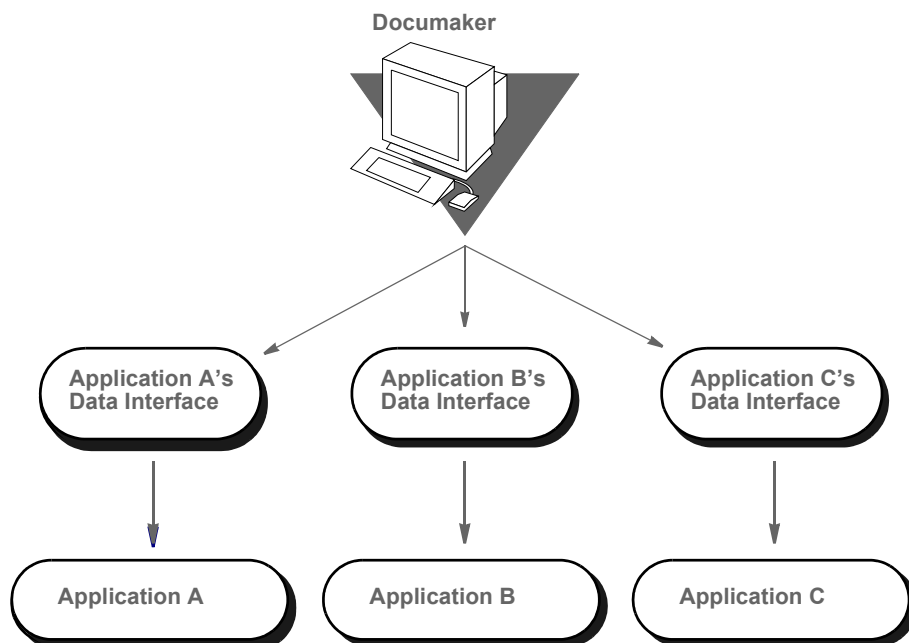 Documaker
Application A’s
Data Interface
Application B’s
Data Interface
Application C’s
Data Interface
Application A
Application B
Application C